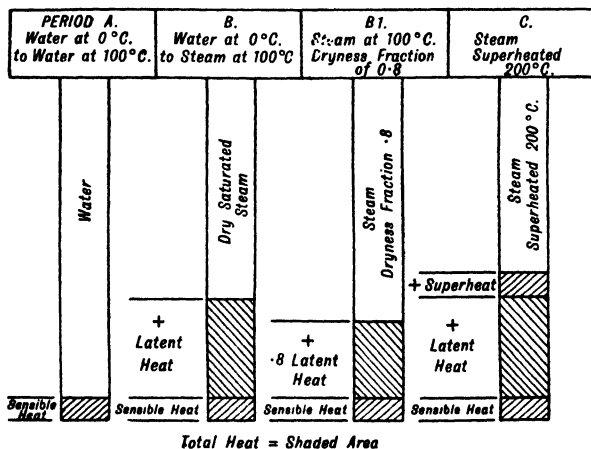 PERIOD A.
Water at 0°C.
to Water at 100°C.
B.
Water at 0°C.
to Steam at 100°C
B1.
Steam at 100°C.
Dryness Fraction
of 0·8
C.
Steam
Superheated
200°C.
Water
Dry Saturated
Steam
Steam
Dryness Fraction ·8
Steam
Superheated 200°C.
+ Superheat
+
Latent
Heat
+
·8 Latent
Heat
+
Latent
Heat
Sensible
Heat
Sensible Heat
Sensible Heat
Sensible Heat
Total Heat = Shaded Area